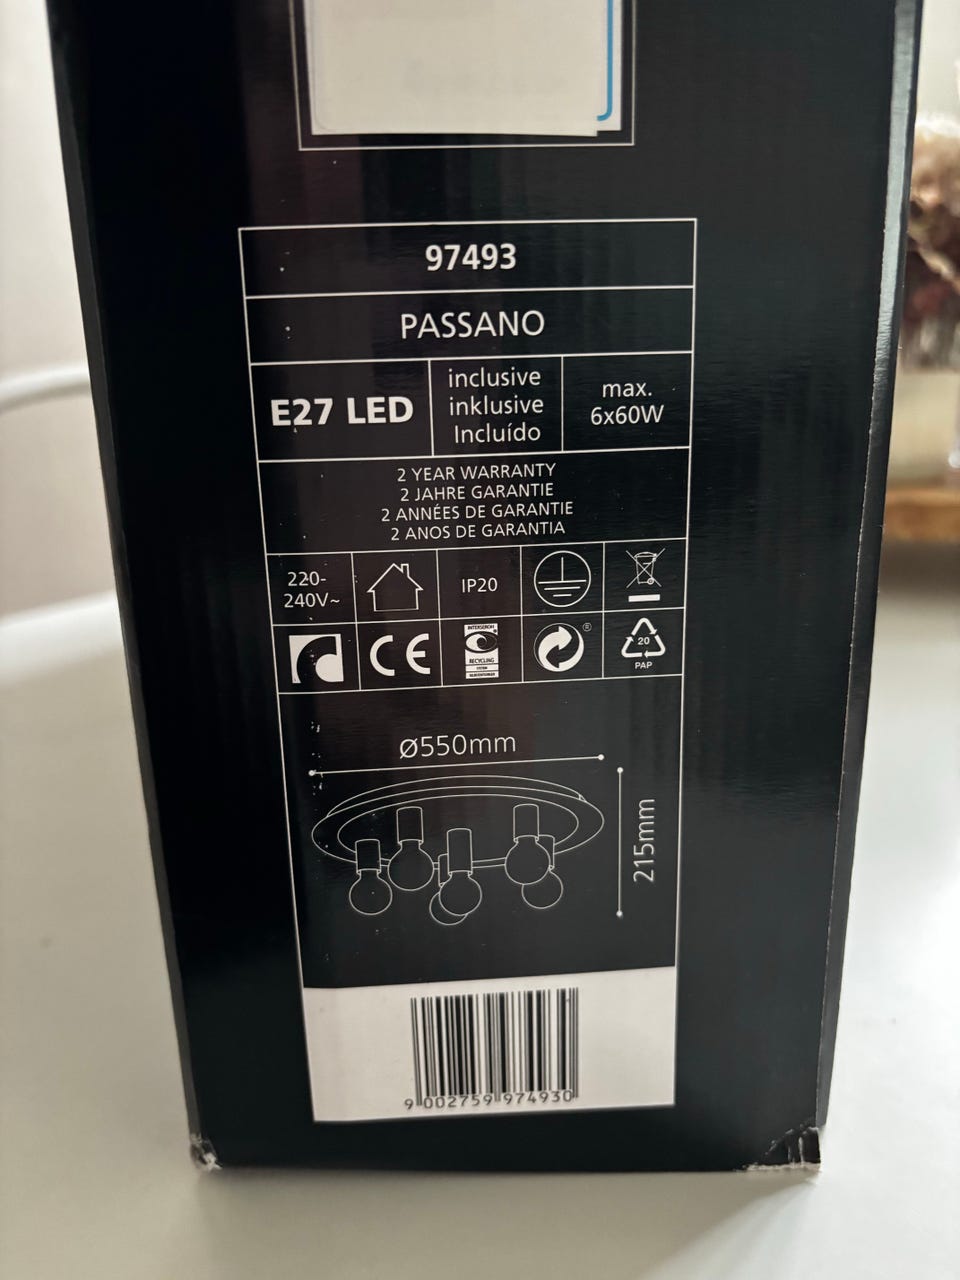 97493
PASSANO
E27 LED
inclusive
inklusive
Incluído
max.
6x60W
2 YEAR WARRANTY
2 JAHRE GARANTIE
2 ANNÉES DE GARANTIE
2 ANOS DE GARANTIA
220-
240V~
IP20
CE
INTERSEROH
RECYCLING
®
20
PAP
ø550mm
215mm
9 002759 974930